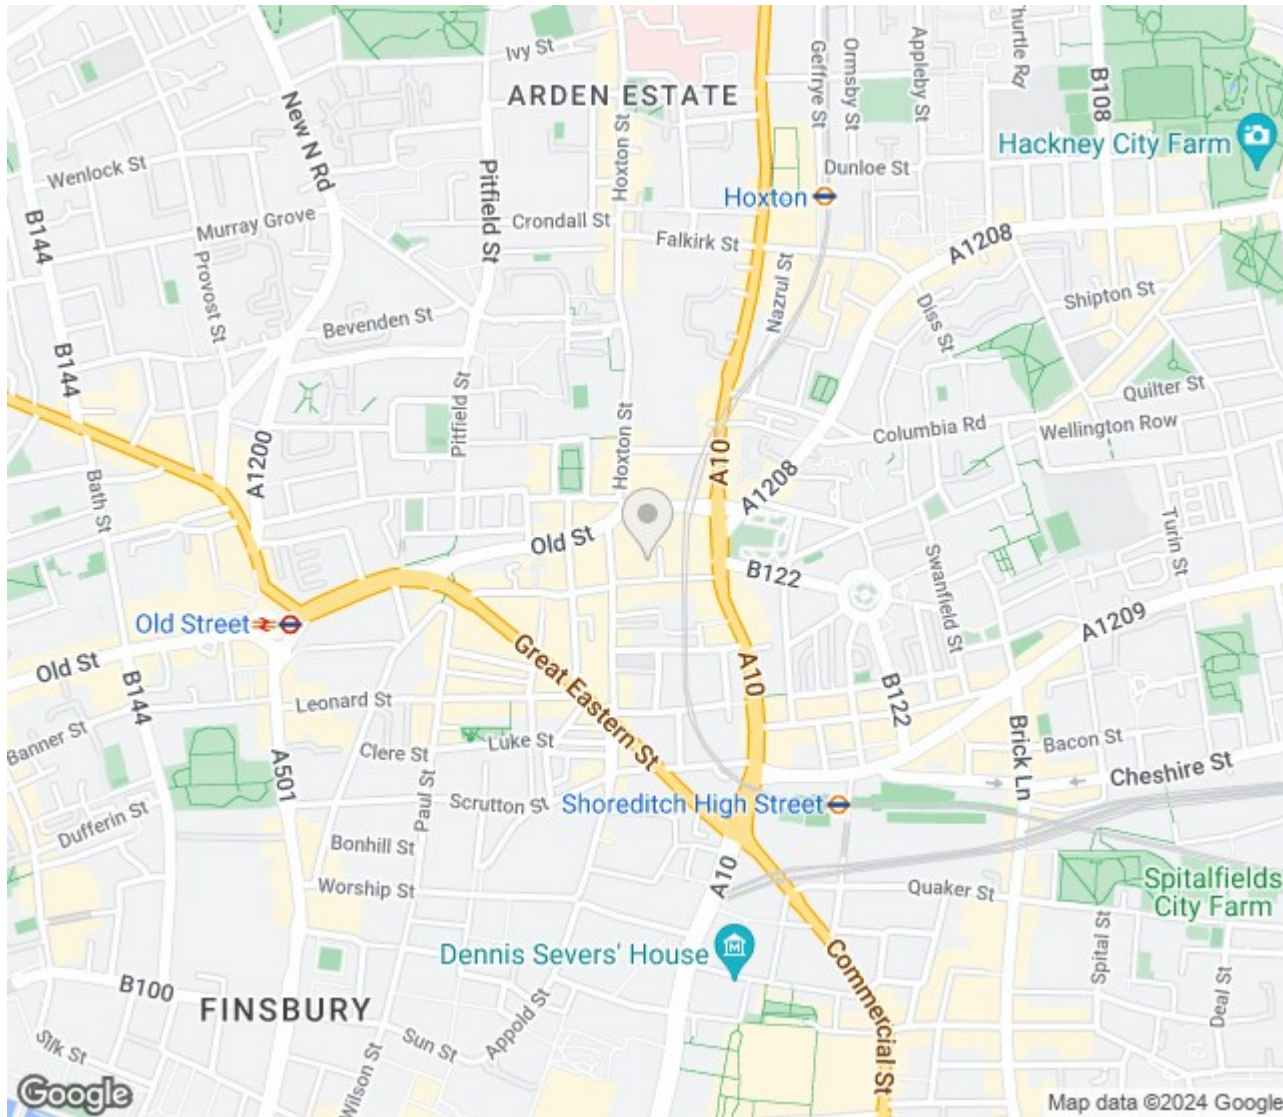 Ivy St
ARDEN ESTATE
Geffrye St
Ormsby St
Appleby St
Thurtle Rd
B108
Hackney City Farm
New N Rd
Hoxton St
Pitfield St
Wenlock St
Dunloe St
Hoxton
B144
Murray Grove
Crondall St
Falkirk St
A1208
Provost St
Nazrul St
Shipton St
Diss St
Bevenden St
B144
Quilter St
Pitfield St
Hoxton St
Columbia Rd
Wellington Row
A1200
A10
A1208
Bath St
Turin St
Old St
B122
Swanfield St
Old Street
A1209
Old St
Great Eastern St
A10
B144
B122
Leonard St
Brick Ln
Banner St
Clere St
Luke St
Bacon St
A501
Cheshire St
Paul St
Scrutton St
Shoreditch High Street
Dufferin St
Bonhill St
A10
Worship St
Quaker St
Spitalfields
City Farm
Dennis Severs' House
Spital St
Commercial St
B100
FINSBURY
Appold St
Deal St
Silk St
Sun St
Wilson St
Google
Map data ©2024 Google